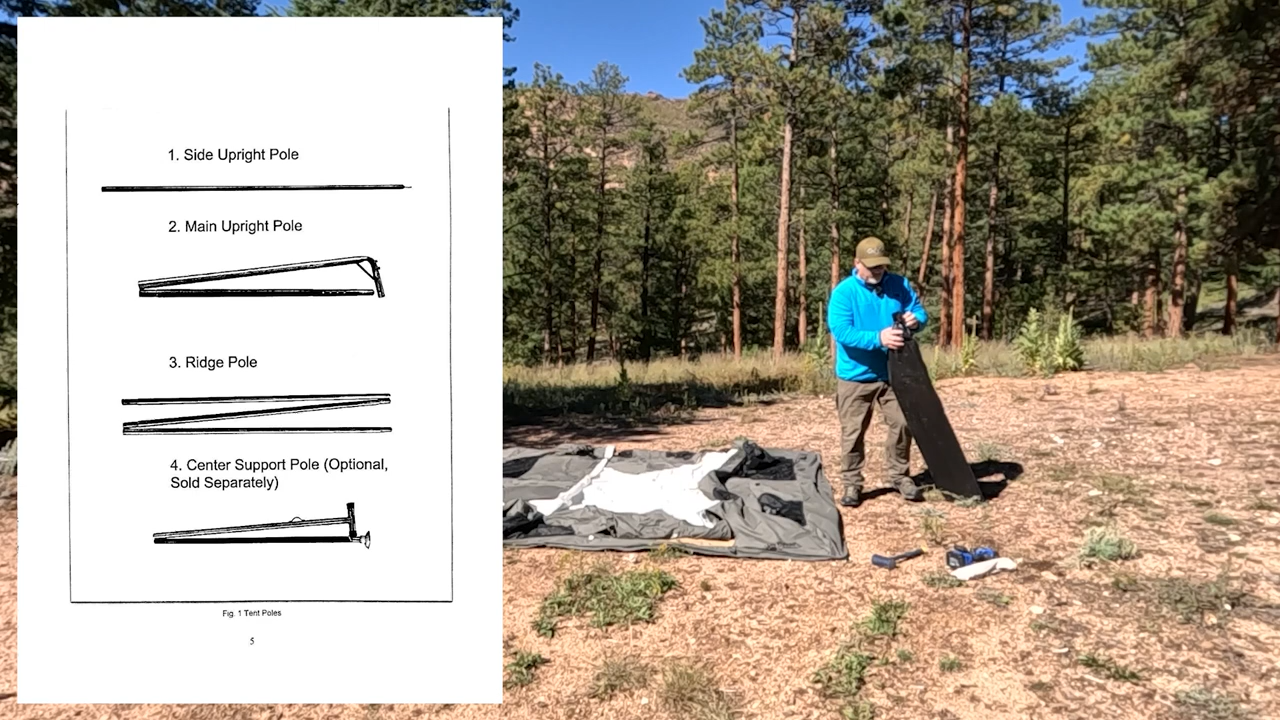 1. Side Upright Pole
2. Main Upright Pole
3. Ridge Pole
4. Center Support Pole (Optional,
Sold Separately)
Fig. 1 Tent Poles
5